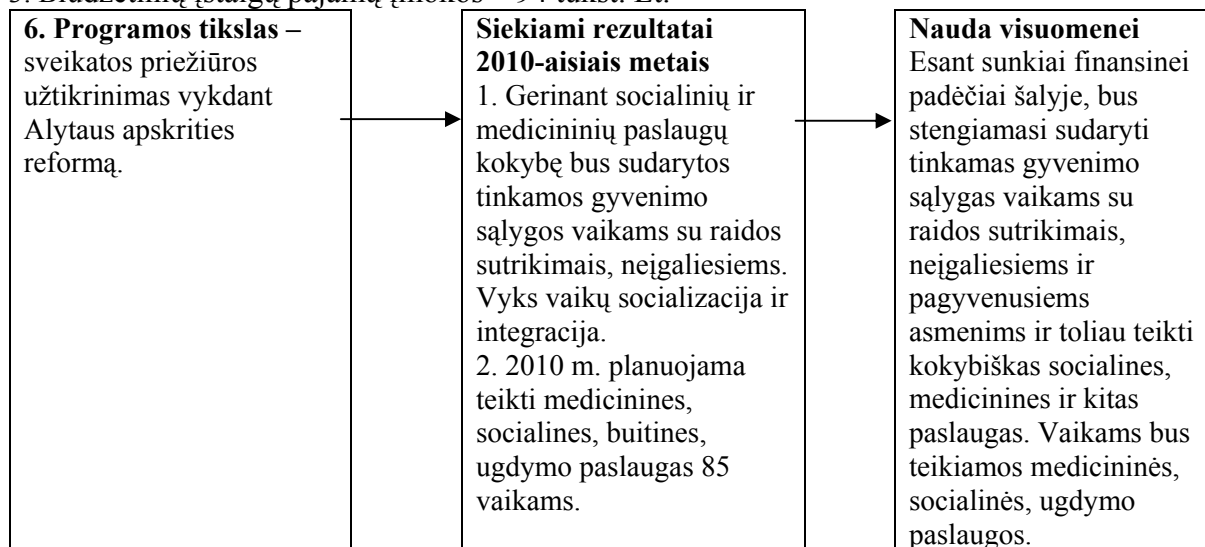 6. Programos tikslas –
sveikatos priežiūros
užtikrinimas vykdant
Alytaus apskrities
reformą.
Siekiami rezultatai
2010-aisiais metais
1. Gerinant socialinių ir
medicininių paslaugų
kokybę bus sudarytos
tinkamos gyvenimo
sąlygos vaikams su raidos
sutrikimais, neįgaliesiems.
Vyks vaikų socializacija ir
integracija.
2. 2010 m. planuojama
teikti medicinines,
socialines, buitines,
ugdymo paslaugas 85
vaikams.
Nauda visuomenei
Esant sunkiai finansinei
padėčiai šalyje, bus
stengiamasi sudaryti
tinkamas gyvenimo
sąlygas vaikams su
raidos sutrikimais,
neįgaliesiems ir
pagyvenusiems
asmenims ir toliau teikti
kokybiškas socialines,
medicinines ir kitas
paslaugas. Vaikams bus
teikiamos medicininės,
socialinės, ugdymo
paslaugos.